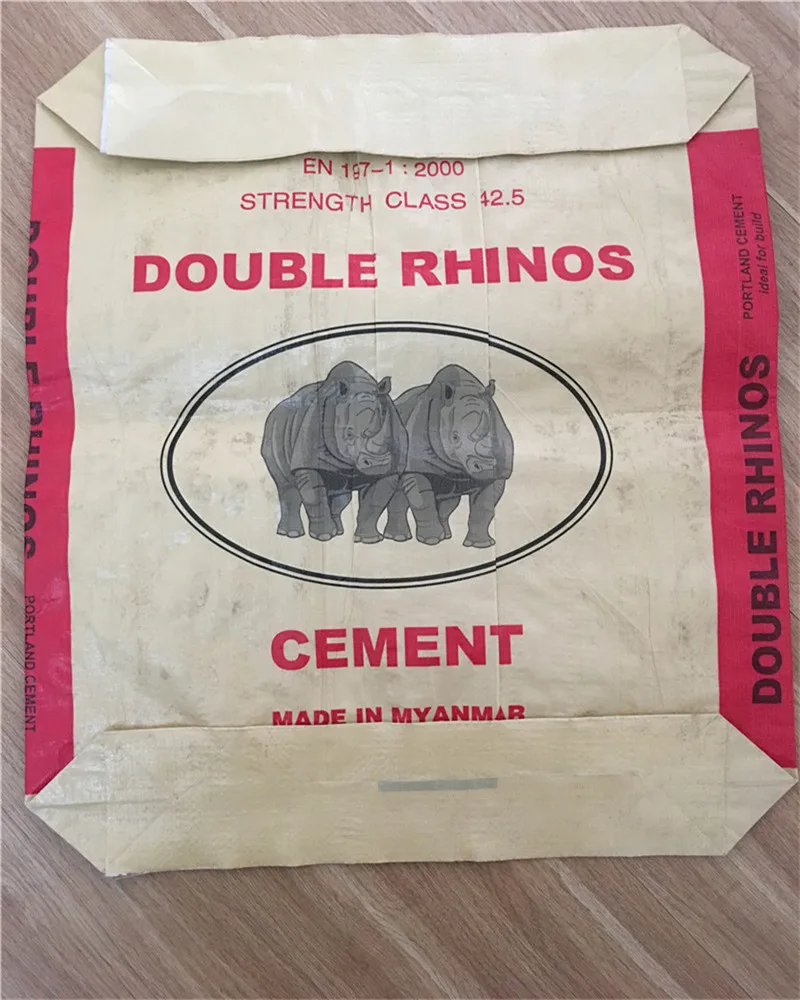 EN 197-1 : 2000
STRENGTH CLASS 42.5
DOUBLE RHINOS
CEMENT
MADE IN MYANMAR
DOUBLE RHINOS
PORTLAND CEMENT
DOUBLE RHINOS
PORTLAND CEMENT
ideal for build